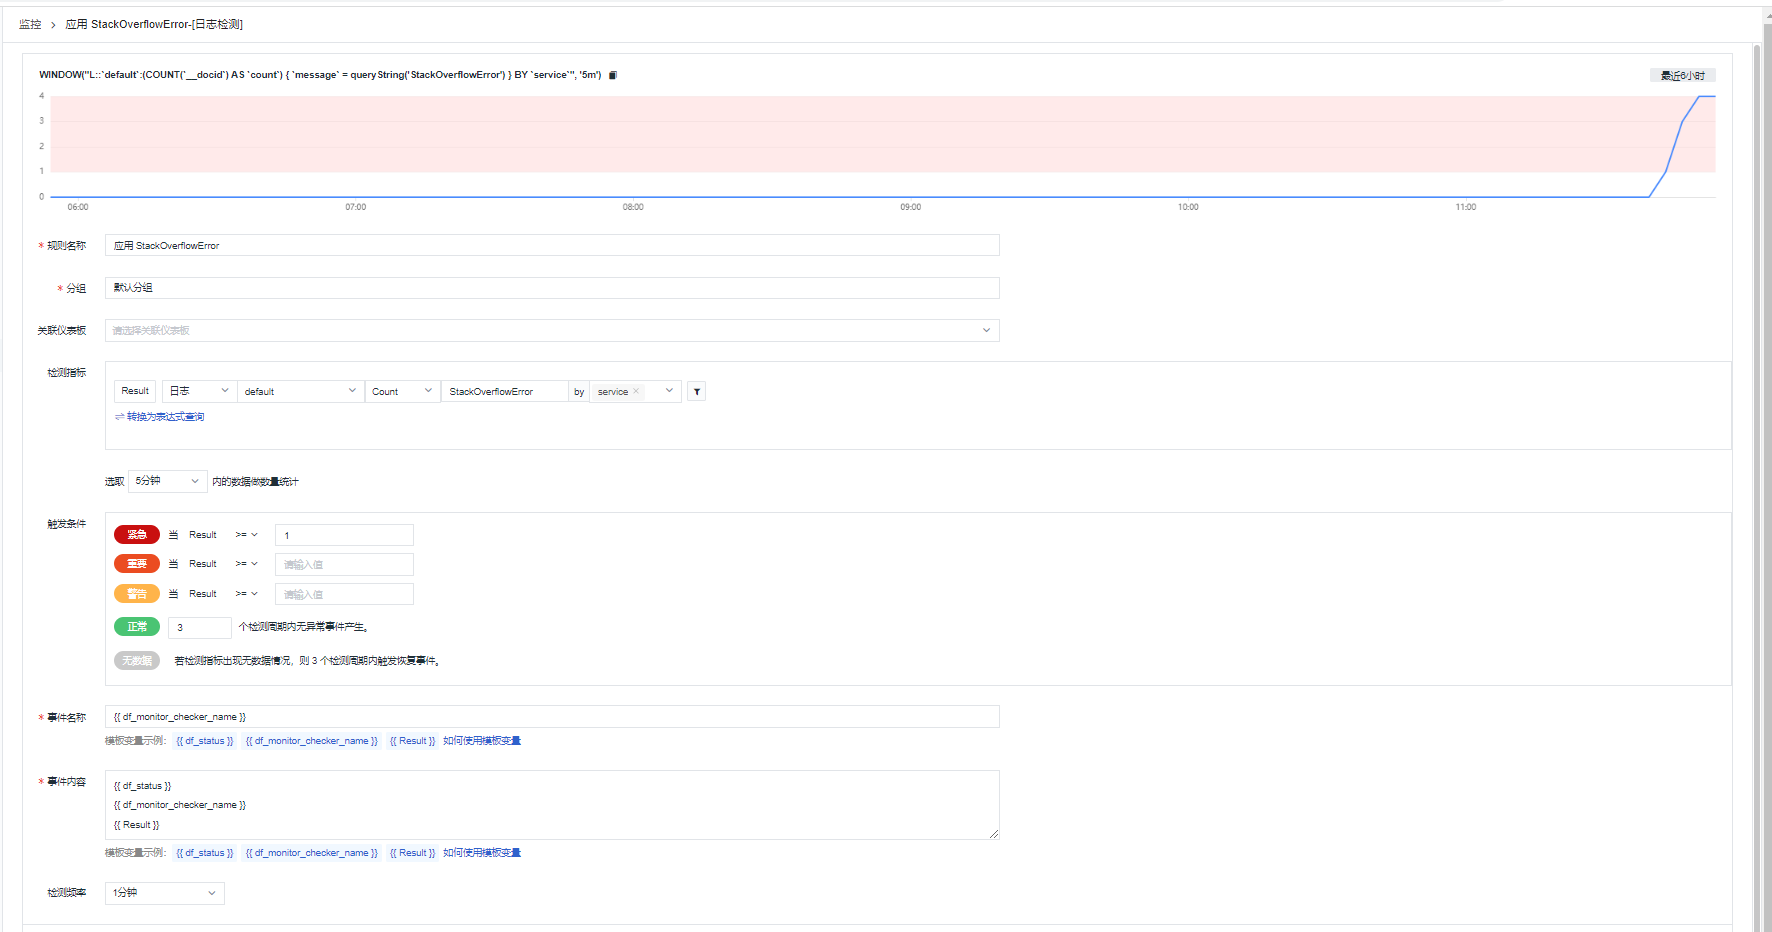 监控 > 应用 StackOverflowError-[日志检测]
WINDOW("L::`default`:(COUNT(`__docid`) AS `count`) { `message` = queryString('StackOverflowError') } BY `service`", '5m')
最近6小时
4
3
2
1
0
06:00 07:00 08:00 09:00 10:00 11:00
* 规则名称 应用 StackOverflowError
* 分组 默认分组
关联仪表板 请选择关联仪表板
检测指标
Result 日志 default Count StackOverflowError by service ×
转换为表达式查询
选取 5分钟 内的数据做数量统计
触发条件
紧急 当 Result >= 1
重要 当 Result >= 请输入值
警告 当 Result >= 请输入值
正常 3 个检测周期内无异常事件产生。
无数据 若检测指标出现无数据情况，则 3 个检测周期内触发恢复事件。
* 事件名称 {{ df_monitor_checker_name }}
模板变量示例： {{ df_status }} {{ df_monitor_checker_name }} {{ Result }} 如何使用模板变量
* 事件内容
{{ df_status }}
{{ df_monitor_checker_name }}
{{ Result }}
模板变量示例： {{ df_status }} {{ df_monitor_checker_name }} {{ Result }} 如何使用模板变量
检测频率 1分钟